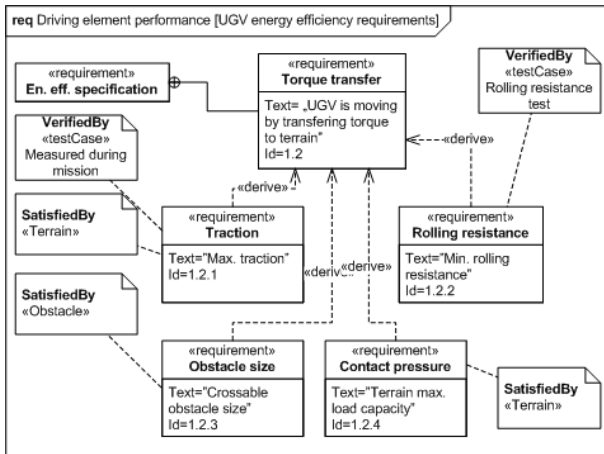 req Driving element performance [UGV energy efficiency requirements]
«requirement»
En. eff. specification
«requirement»
Torque transfer
Text= „UGV is moving
by transfering torque
to terrain"
Id=1.2
VerifiedBy
«testCase»
Rolling resistance
test
VerifiedBy
«testCase»
Measured during
mission
«derive»
«derive»
SatisfiedBy
«Terrain»
«requirement»
Traction
Text="Max. traction"
Id=1.2.1
«requirement»
Rolling resistance
Text="Min. rolling
resistance"
Id=1.2.2
«derive»
«derive»
SatisfiedBy
«Obstacle»
«requirement»
Obstacle size
Text="Crossable
obstacle size"
Id=1.2.3
«requirement»
Contact pressure
Text="Terrain max.
load capacity"
Id=1.2.4
SatisfiedBy
«Terrain»